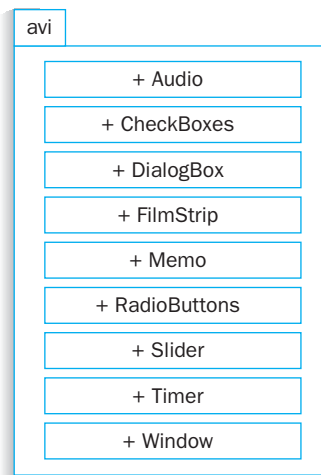 avi
+ Audio
+ CheckBoxes
+ DialogBox
+ FilmStrip
+ Memo
+ RadioButtons
+ Slider
+ Timer
+ Window